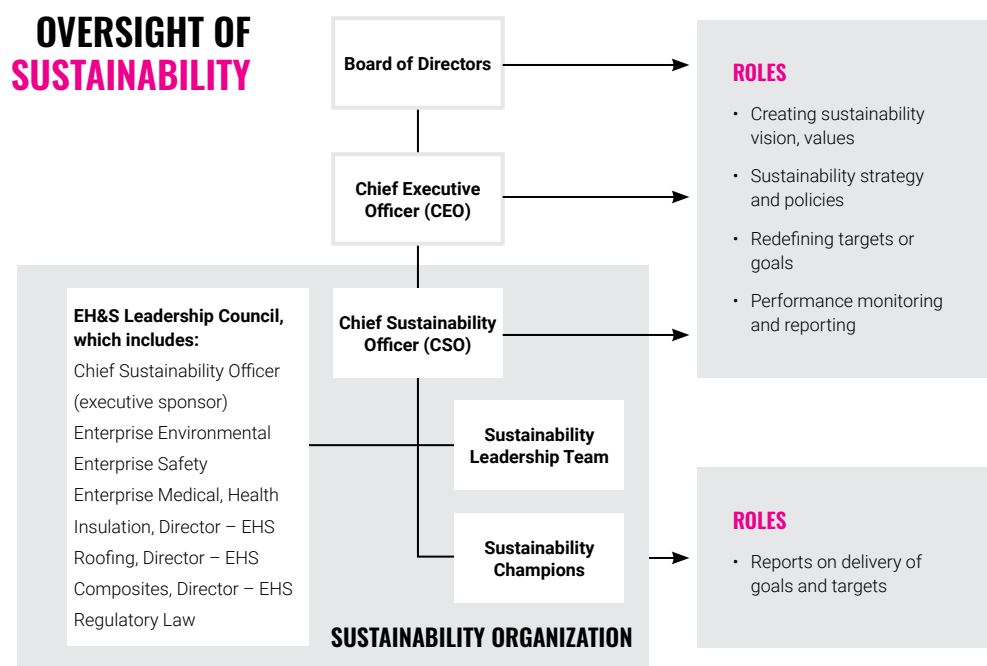 OVERSIGHT OF
SUSTAINABILITY
Board of Directors
Chief Executive
Officer (CEO)
Chief Sustainability
Officer (CSO)
EH&S Leadership Council,
which includes:
Chief Sustainability Officer
(executive sponsor)
Enterprise Environmental
Enterprise Safety
Enterprise Medical, Health
Insulation, Director – EHS
Roofing, Director – EHS
Composites, Director – EHS
Regulatory Law
Sustainability
Leadership Team
Sustainability
Champions
SUSTAINABILITY ORGANIZATION
ROLES
• Creating sustainability
vision, values
• Sustainability strategy
and policies
• Redefining targets or
goals
• Performance monitoring
and reporting
ROLES
• Reports on delivery of
goals and targets